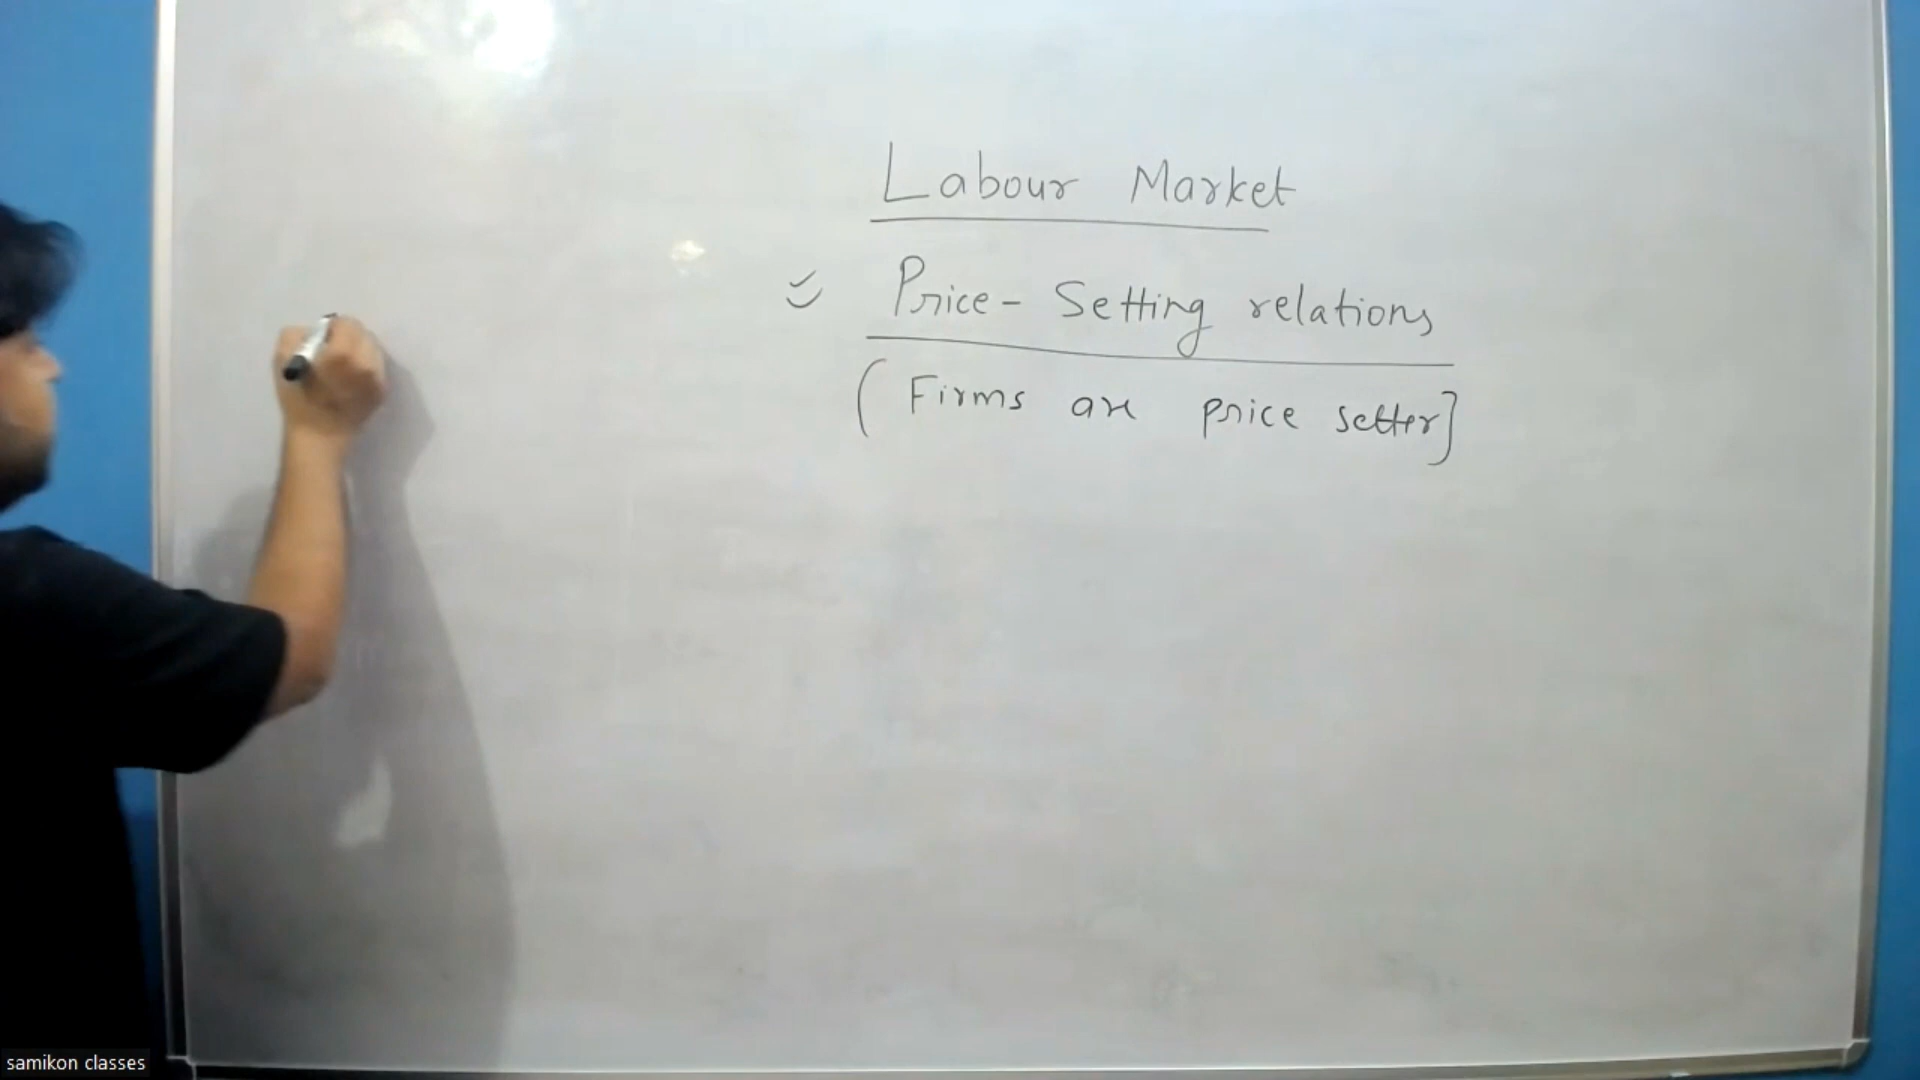 Labour Market
Price-Setting relations
(Firms are price setter]
samikon classes